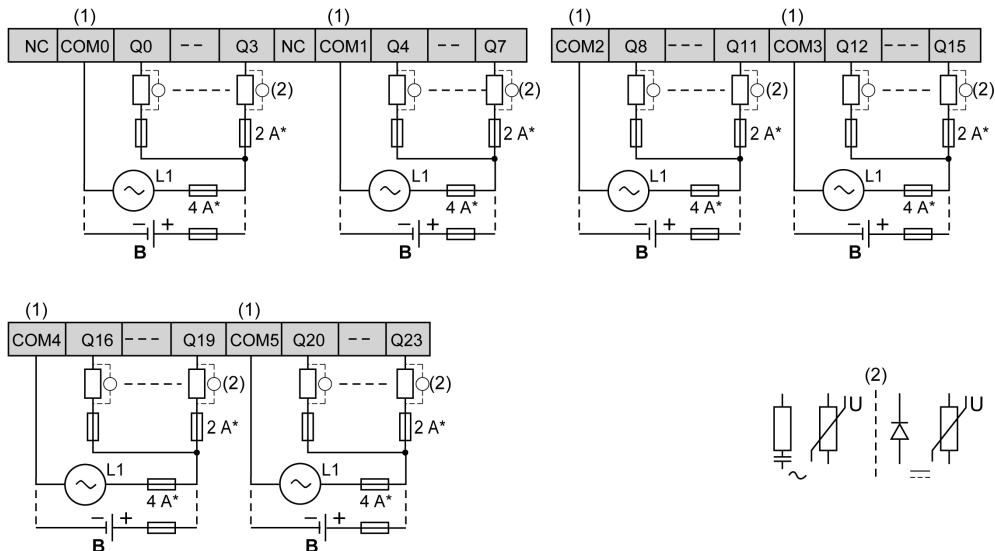 (1) (1) (1) (1)
NC COM0 Q0 -- Q3 NC COM1 Q4 -- Q7 COM2 Q8 --- Q11 COM3 Q12 --- Q15
(2) (2) (2) (2)
2 A* 2 A* 2 A* 2 A*
L1 L1 L1 L1
4 A* 4 A* 4 A* 4 A*
− + − + − + − +
B B B B
(1) (1)
COM4 Q16 --- Q19 COM5 Q20 -- Q23
(2) (2) (2)
U U
2 A* 2 A*
L1 L1
4 A* 4 A*
− + − +
B B